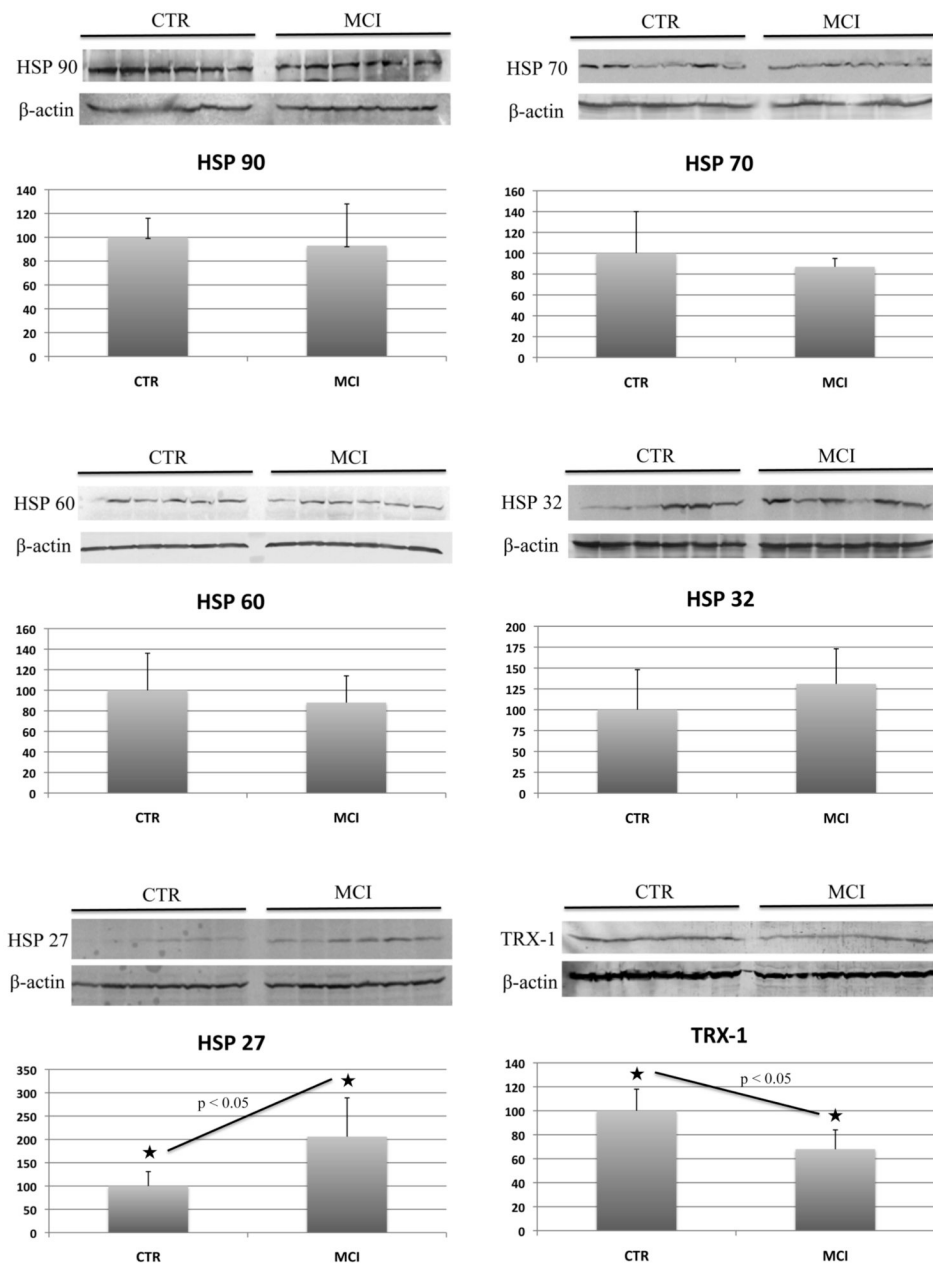 CTR MCI
HSP 90
β-actin
HSP 90
140
120
100
80
60
40
20
0
CTR MCI
CTR MCI
HSP 70
β-actin
HSP 70
160
140
120
100
80
60
40
20
0
CTR MCI
CTR MCI
HSP 60
β-actin
HSP 60
160
140
120
100
80
60
40
20
0
CTR MCI
CTR MCI
HSP 32
β-actin
HSP 32
200
175
150
125
100
75
50
25
0
CTR MCI
CTR MCI
HSP 27
β-actin
HSP 27
350
300
250
200
150
100
50
0
p < 0.05
CTR MCI
CTR MCI
TRX-1
β-actin
TRX-1
140
120
100
80
60
40
20
0
p < 0.05
CTR MCI